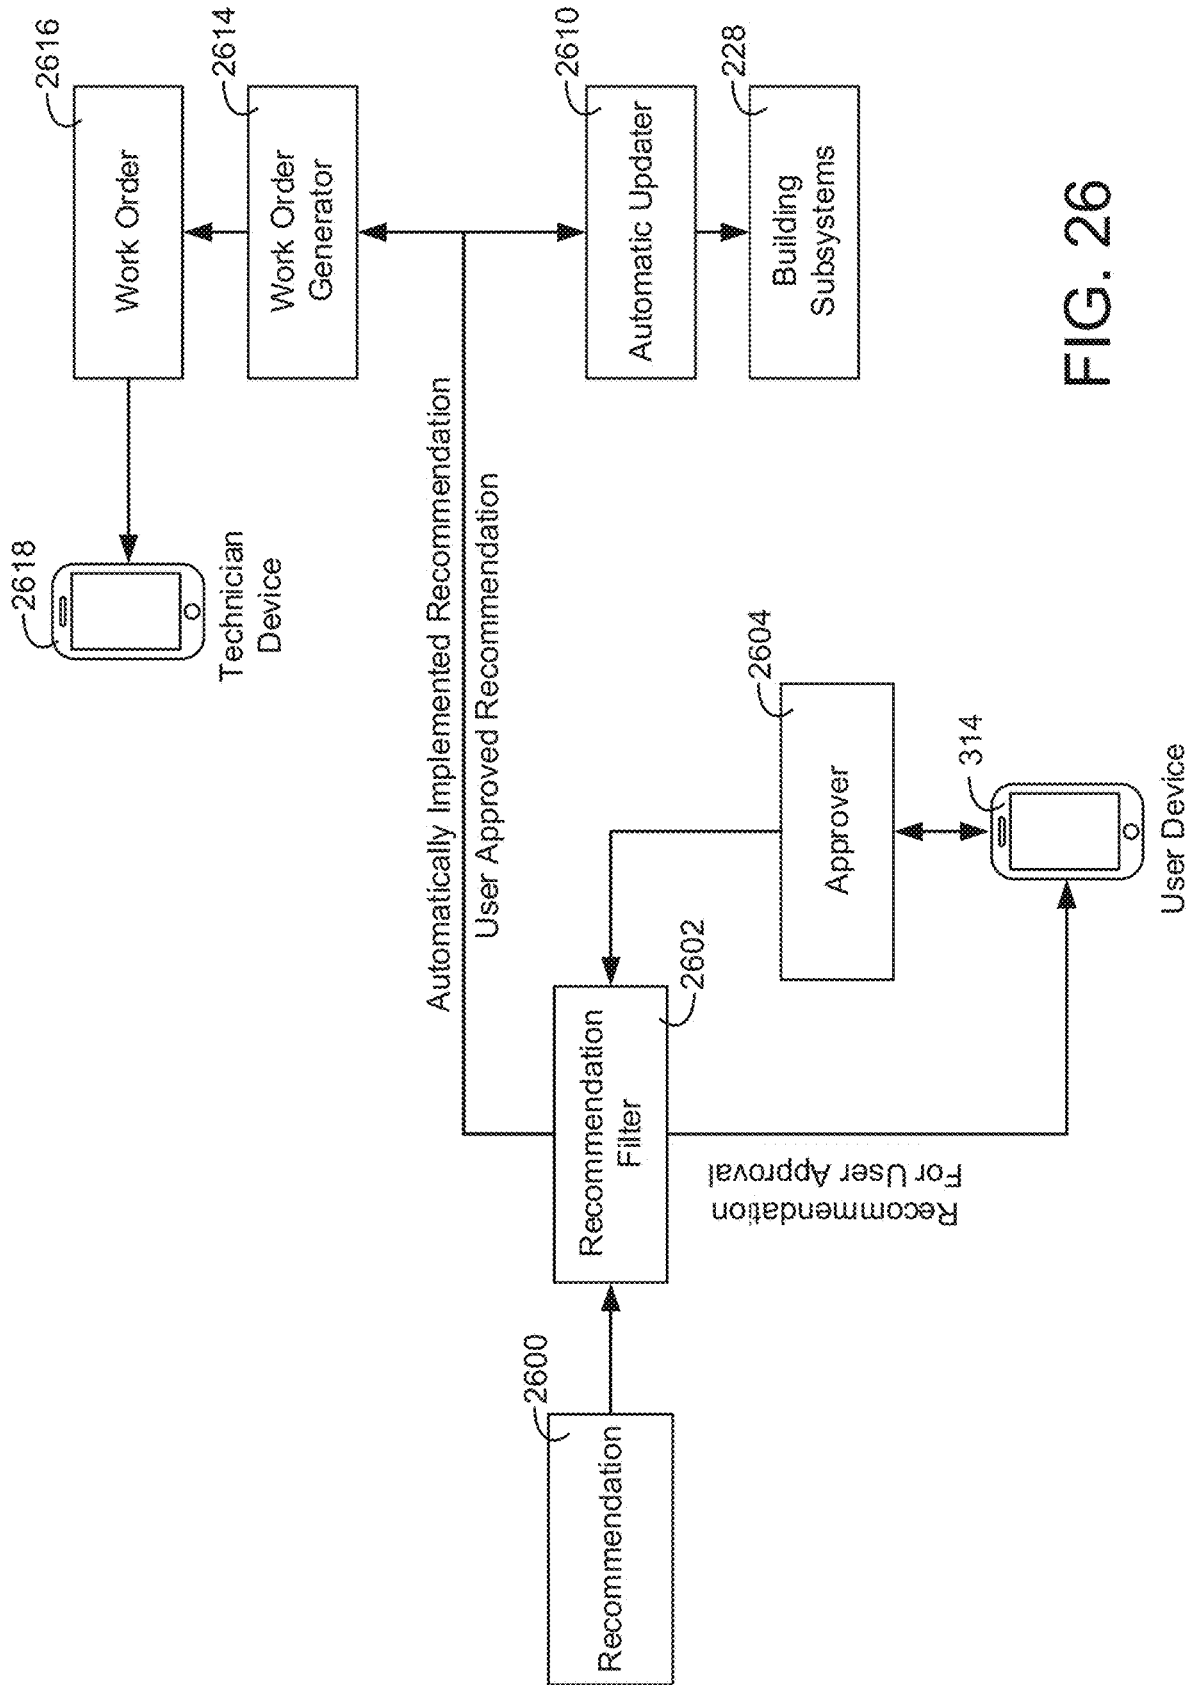 2616
Work Order
2614
Work Order
Generator
2610
Automatic Updater
228
Building
Subsystems
2618
Technician
Device
Automatically Implemented Recommendation
User Approved Recommendation
2604
Approver
314
User Device
2602
Recommendation
Filter
Recommendation
For User Approval
2600
Recommendation
FIG. 26